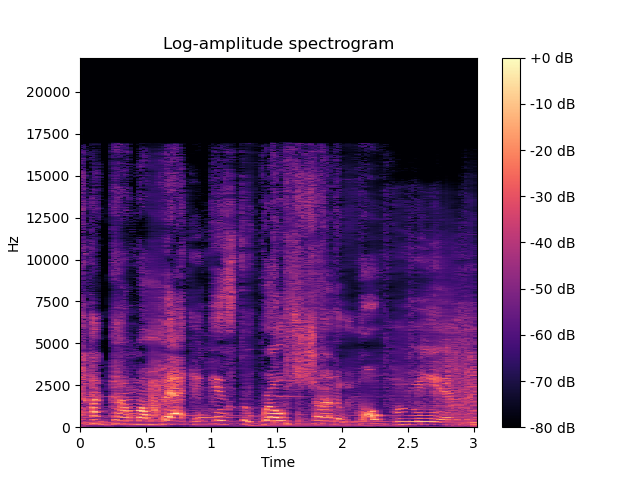 Log-amplitude spectrogram
+0 dB
-10 dB
-20 dB
-30 dB
-40 dB
-50 dB
-60 dB
-70 dB
-80 dB
20000
17500
15000
12500
10000
7500
5000
2500
0
Hz
0 0.5 1 1.5 2 2.5 3
Time